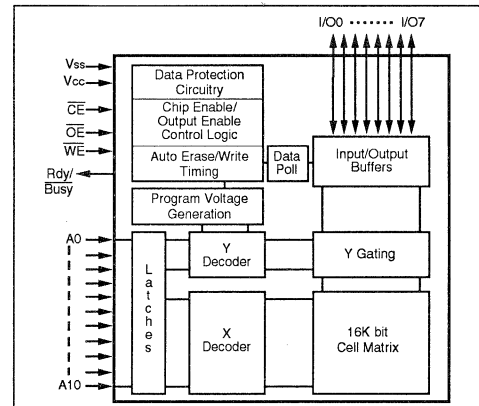 I/O0 ········ I/O7
Vss
Vcc
CE
OE
WE
Rdy/
Busy
A0
A10
Data Protection
Circuitry
Chip Enable/
Output Enable
Control Logic
Auto Erase/Write
Timing
Data
Poll
Input/Output
Buffers
Program Voltage
Generation
Latches
Y
Decoder
Y Gating
X
Decoder
16K bit
Cell Matrix